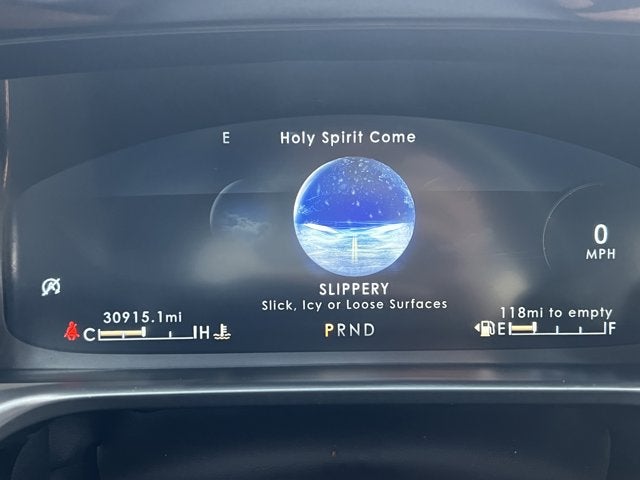 E Holy Spirit Come
0
MPH
SLIPPERY
Slick, Icy or Loose Surfaces
30915.1mi
118mi to empty
C H
PRND
E F